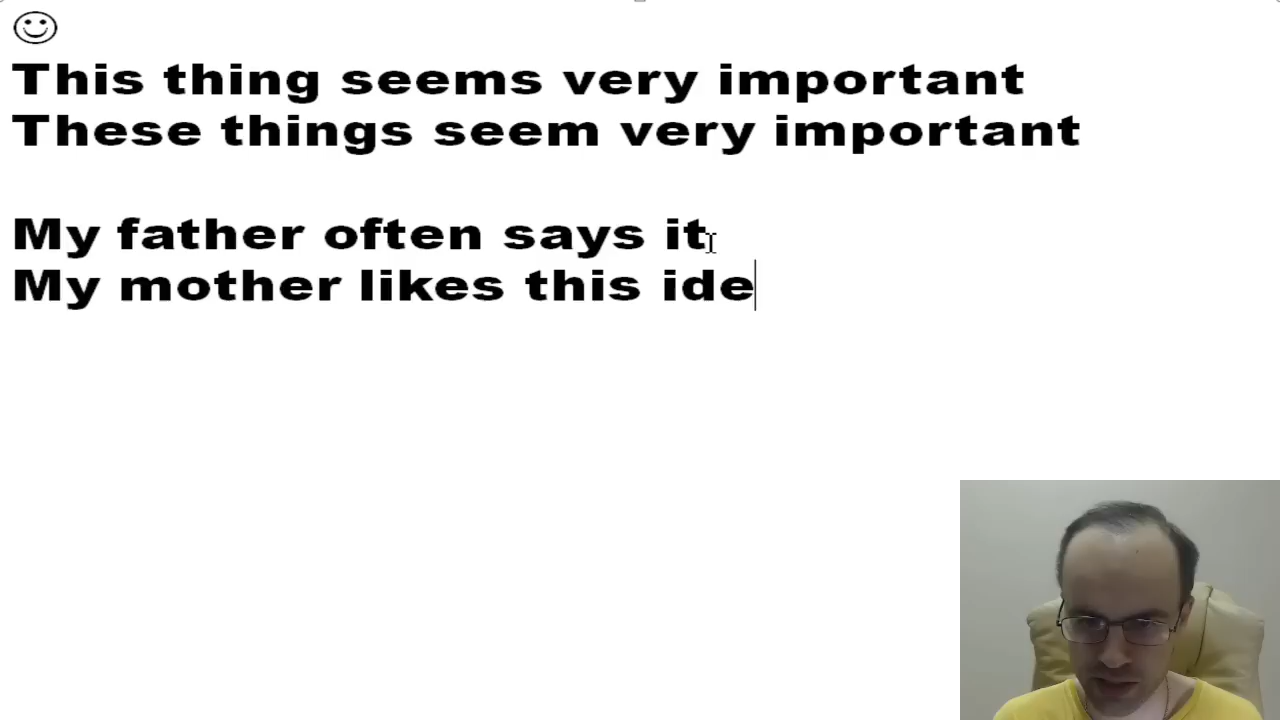 This thing seems very important
These things seem very important
My father often says it
My mother likes this ide